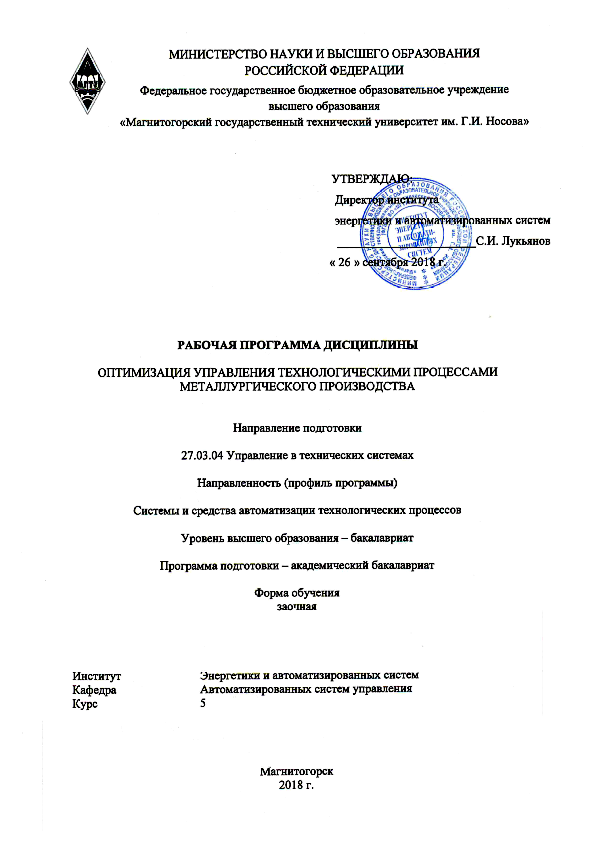 МИНИСТЕРСТВО НАУКИ И ВЫСШЕГО ОБРАЗОВАНИЯ
РОССИЙСКОЙ ФЕДЕРАЦИИ
Федеральное государственное бюджетное образовательное учреждение
высшего образования
«Магнитогорский государственный технический университет им. Г.И. Носова»
УТВЕРЖДАЮ:
Директор института
энергетики и автоматизированных систем
С.И. Лукьянов
« 26 » сентября 2018 г.
РАБОЧАЯ ПРОГРАММА ДИСЦИПЛИНЫ
ОПТИМИЗАЦИЯ УПРАВЛЕНИЯ ТЕХНОЛОГИЧЕСКИМИ ПРОЦЕССАМИ
МЕТАЛЛУРГИЧЕСКОГО ПРОИЗВОДСТВА
Направление подготовки
27.03.04 Управление в технических системах
Направленность (профиль программы)
Системы и средства автоматизации технологических процессов
Уровень высшего образования – бакалавриат
Программа подготовки – академический бакалавриат
Форма обучения
заочная
Институт Энергетики и автоматизированных систем
Кафедра Автоматизированных систем управления
Курс 5
Магнитогорск
2018 г.